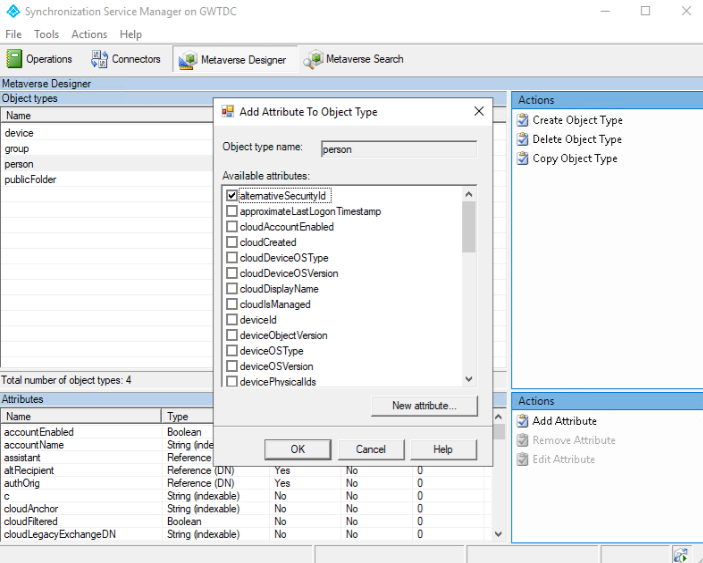 Synchronization Service Manager on GWTDC
File Tools Actions Help
Operations Connectors Metaverse Designer Metaverse Search
Metaverse Designer
Object types
Name
device
group
person
publicFolder
Total number of object types: 4
Add Attribute To Object Type
Object type name: person
Available attributes:
alternativeSecurityId
approximateLastLogonTimestamp
cloudAccountEnabled
cloudCreated
cloudDeviceOSType
cloudDeviceOSVersion
cloudDisplayName
cloudIsManaged
deviceId
deviceObjectVersion
deviceOSType
deviceOSVersion
devicePhysicalIds
New attribute...
OK Cancel Help
Actions
Create Object Type
Delete Object Type
Copy Object Type
Attributes
Name Type
accountEnabled Boolean
accountName String (inde
assistant Reference
altRecipient Reference (DN) Yes No 0
authOrig Reference (DN) Yes No 0
c String (indexable) No No 0
cloudAnchor String (indexable) No No 0
cloudFiltered Boolean No No 0
cloudLegacyExchangeDN String (indexable) No No 0
Actions
Add Attribute
Remove Attribute
Edit Attribute